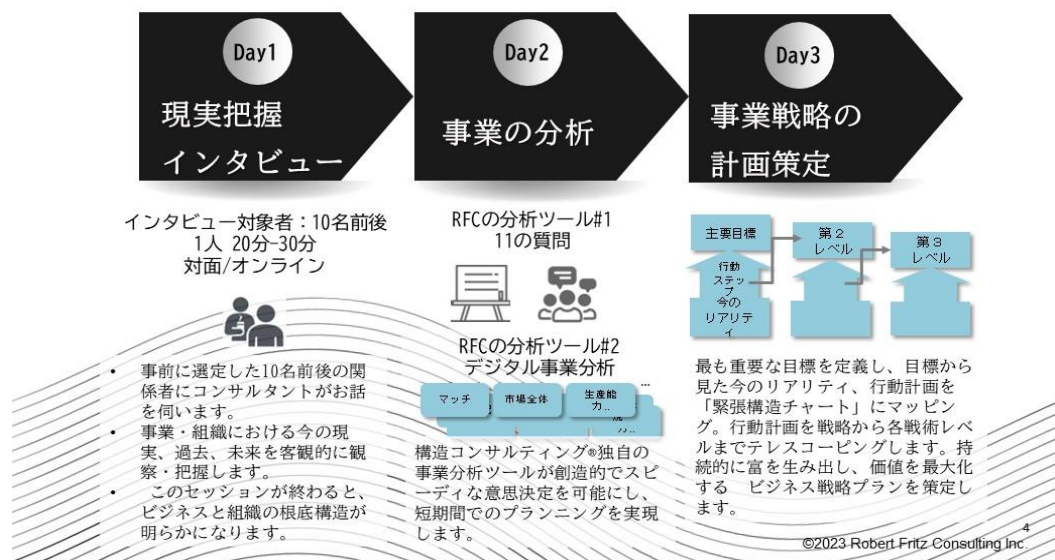 Day1
現実把握
インタビュー
Day2
事業の分析
Day3
事業戦略の
計画策定
インタビュー対象者：10名前後
1人 20分-30分
対面/オンライン
• 事前に選定した10名前後の関
係者にコンサルタントがお話
を伺います。
• 事業・組織における今の現
実、過去、未来を客観的に観
察・把握します。
• このセッションが終わると、
ビジネスと組織の根底構造が
明らかになります。
RFCの分析ツール#1
11の質問
RFCの分析ツール#2
デジタル事業分析
マッチ
市場全体
生産能
力..
...
力..
構造コンサルティング®独自の
事業分析ツールが創造的でスピ
ーディな意思決定を可能にし、
短期間でのプランニングを実現
します。
主要目標
行動
ステッ
プ
今の
リアリテ
ィ
第２
レベル
第３
レベル
最も重要な目標を定義し、目標から
見た今のリアリティ、行動計画を
「緊張構造チャート」にマッピン
グ。行動計画を戦略から各戦術レベ
ルまでテレスコーピングします。持
続的に富を生み出し、価値を最大化
する　ビジネス戦略プランを策定し
ます。
4
©2023 Robert Fritz Consulting Inc.